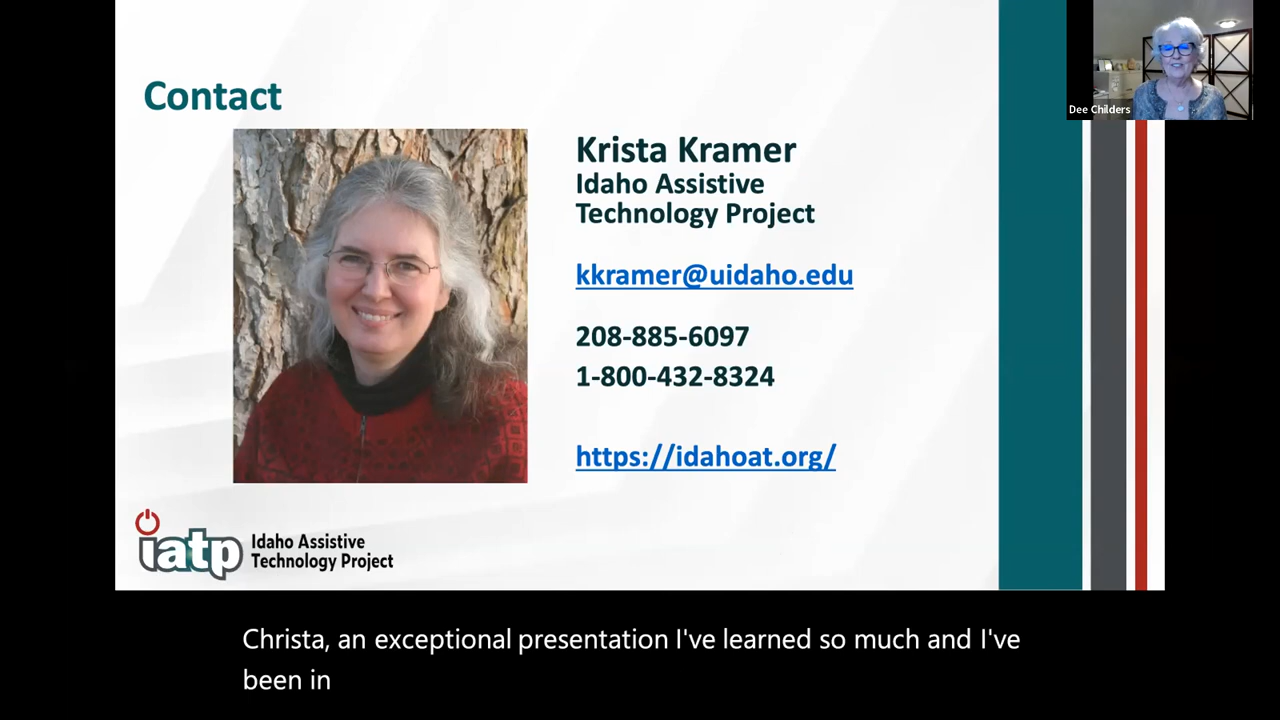 Contact
Dee Childers
Krista Kramer
Idaho Assistive
Technology Project
kkramer@uidaho.edu
208-885-6097
1-800-432-8324
https://idahoat.org/
iatp
Idaho Assistive
Technology Project
Christa, an exceptional presentation I've learned so much and I've
been in